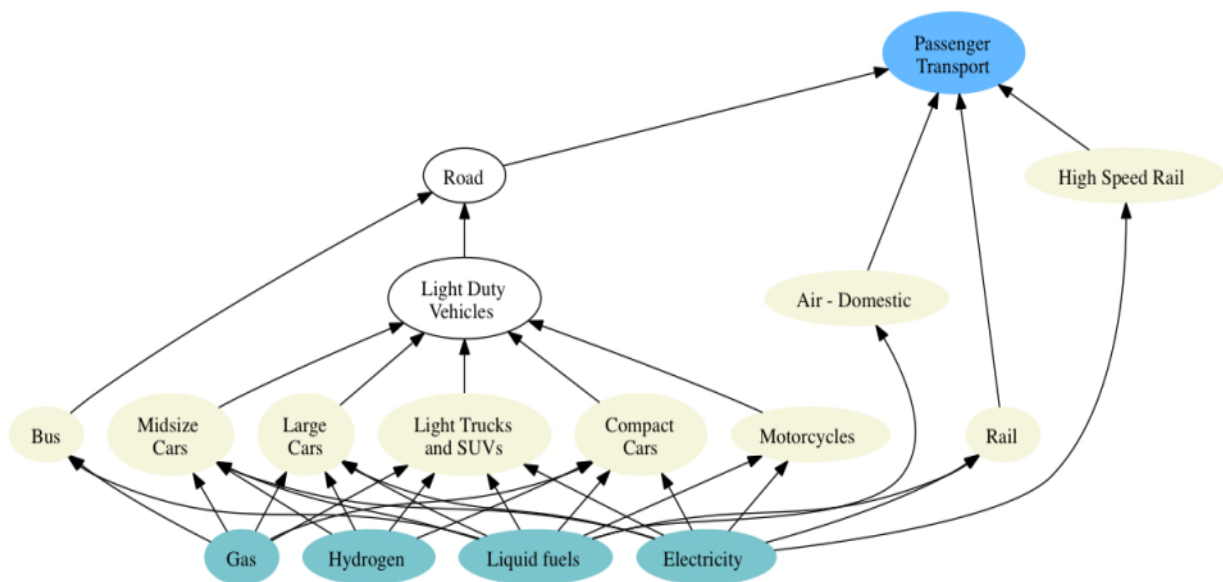 Passenger
Transport
Road
High Speed Rail
Light Duty
Vehicles
Air - Domestic
Bus
Midsize
Cars
Large
Cars
Light Trucks
and SUVs
Compact
Cars
Motorcycles
Rail
Gas
Hydrogen
Liquid fuels
Electricity